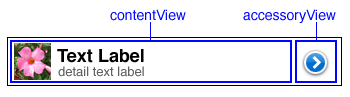 contentView accessoryView
Text Label
detail text label